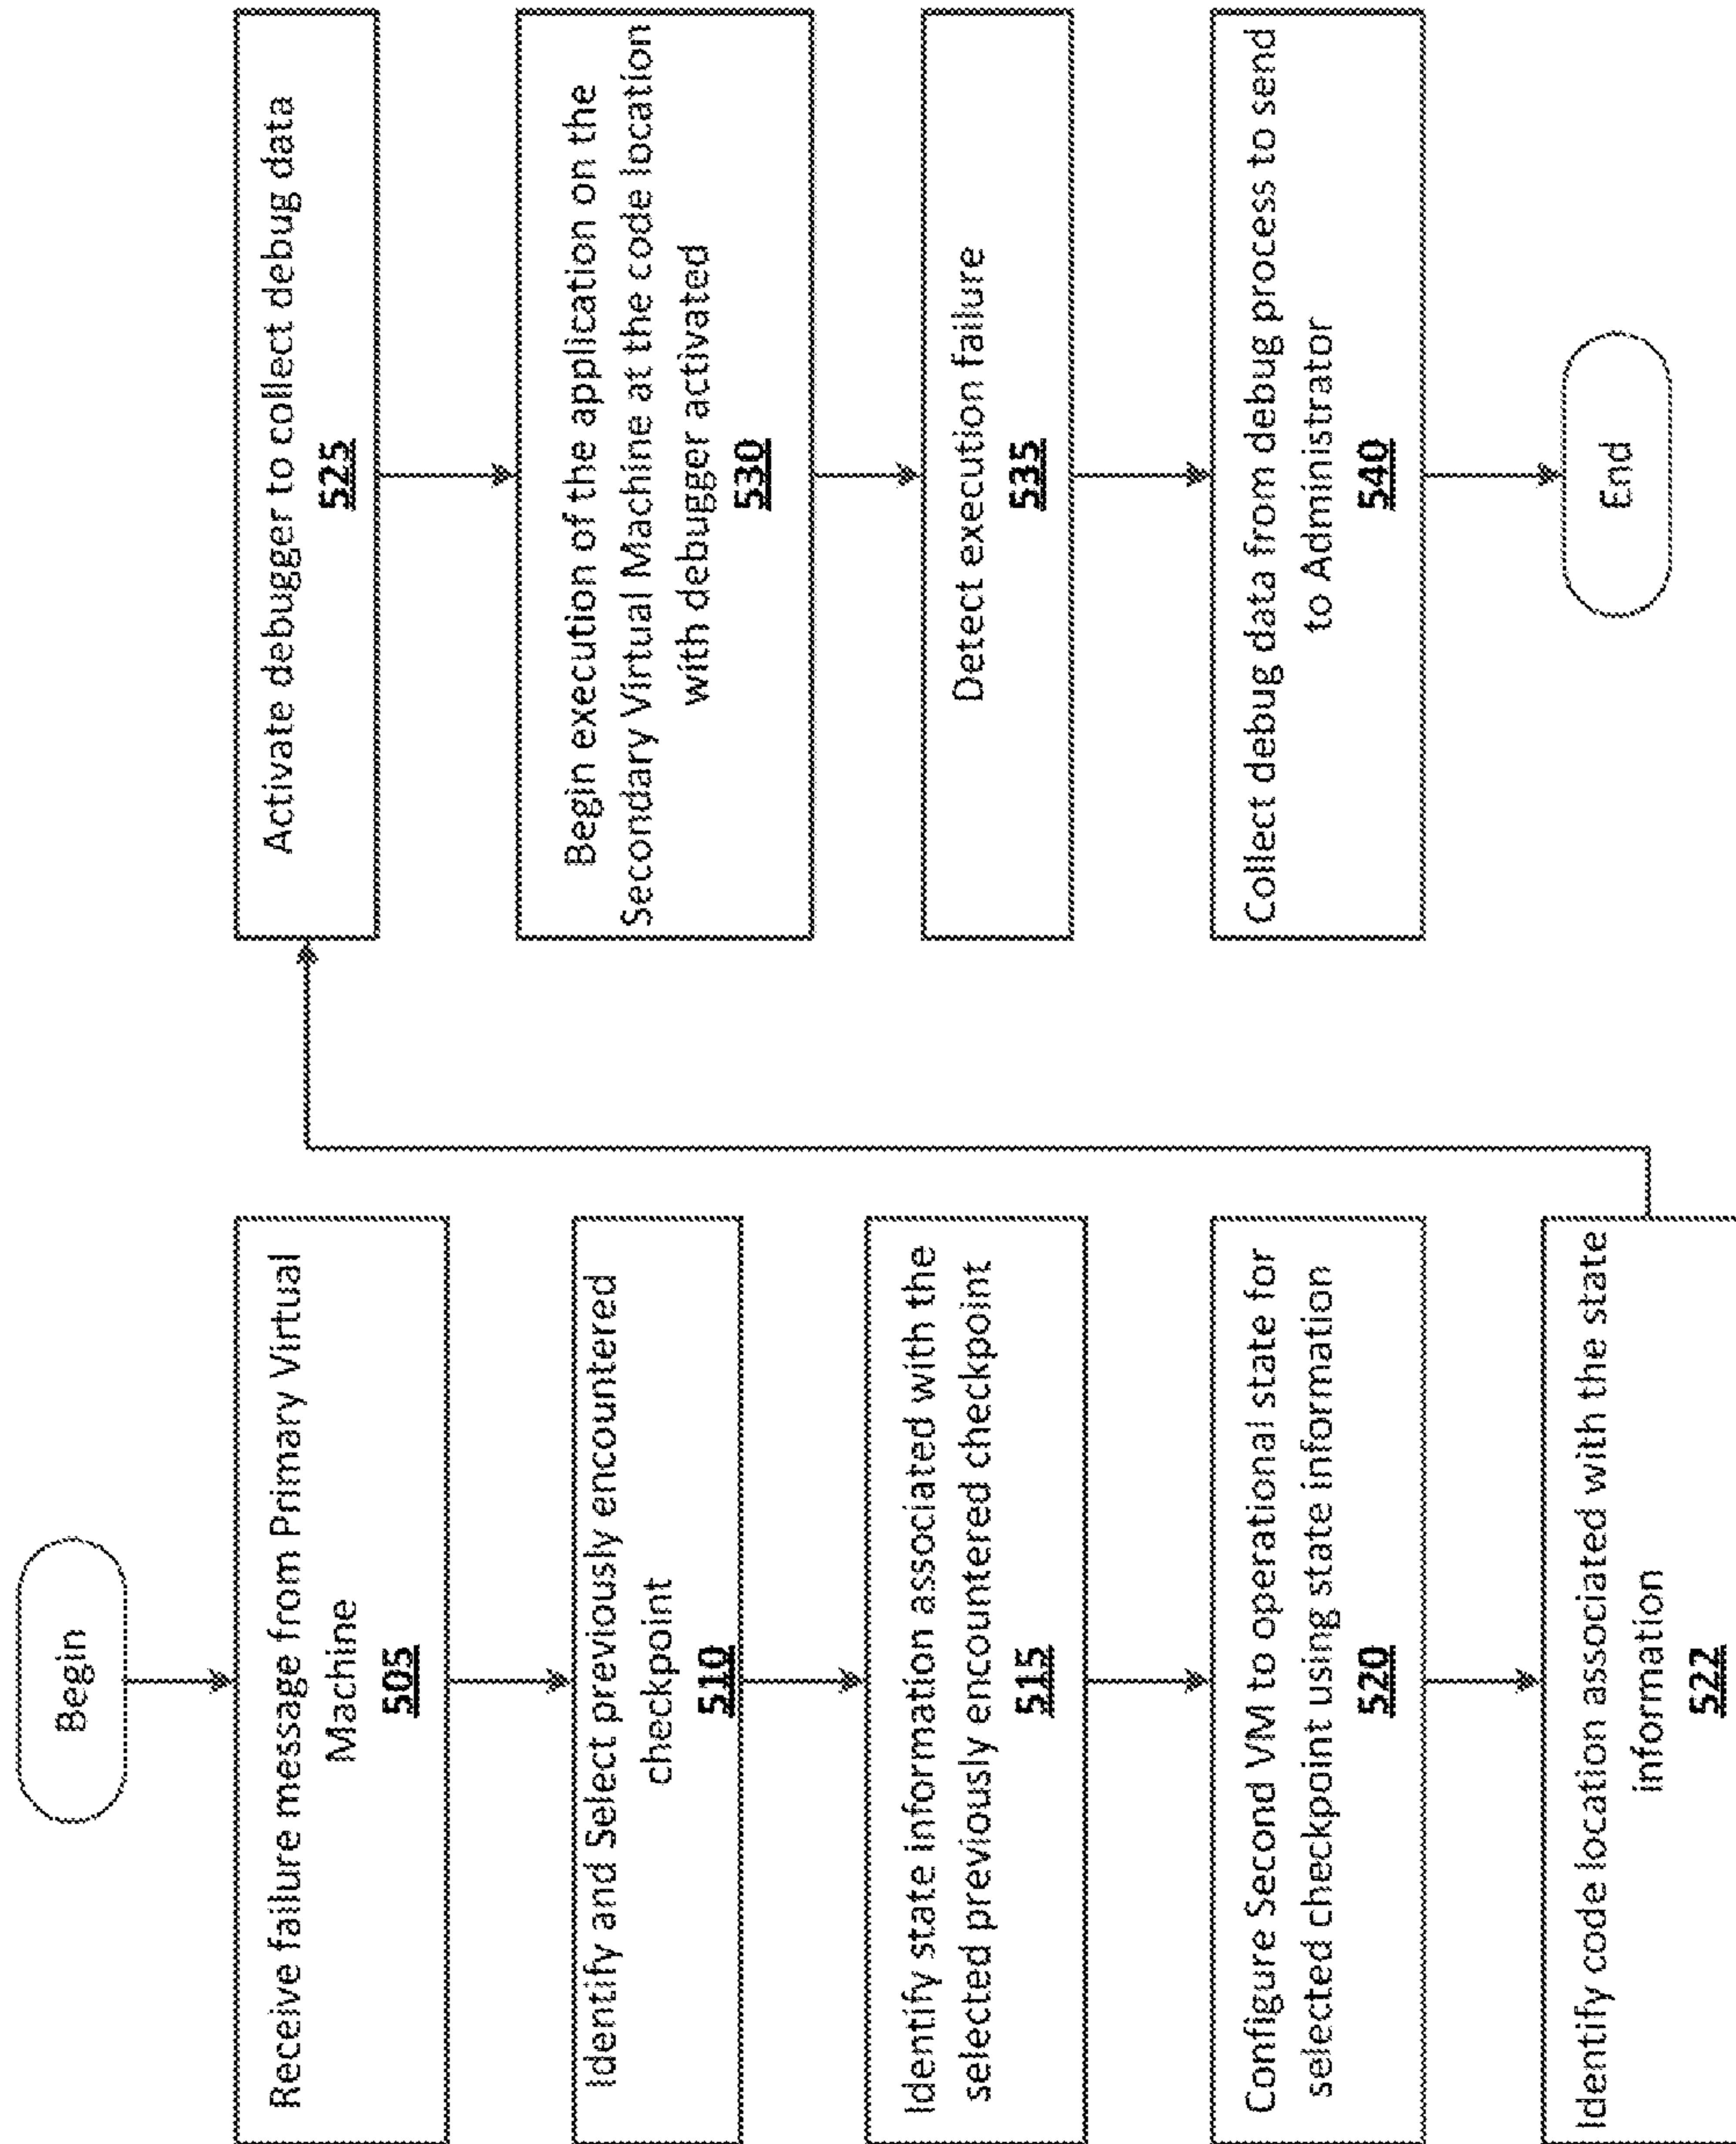 Begin
Receive failure message from Primary Virtual
Machine
505
Identify and Select previously encountered
checkpoint
510
Identify state information associated with the
selected previously encountered checkpoint
515
Configure Second VM to operational state for
selected checkpoint using state information
520
Identify code location associated with the state
information
522
Activate debugger to collect debug data
525
Begin execution of the application on the
Secondary Virtual Machine at the code location
with debugger activated
530
Detect execution failure
535
Collect debug data from debug process to send
to Administrator
540
End